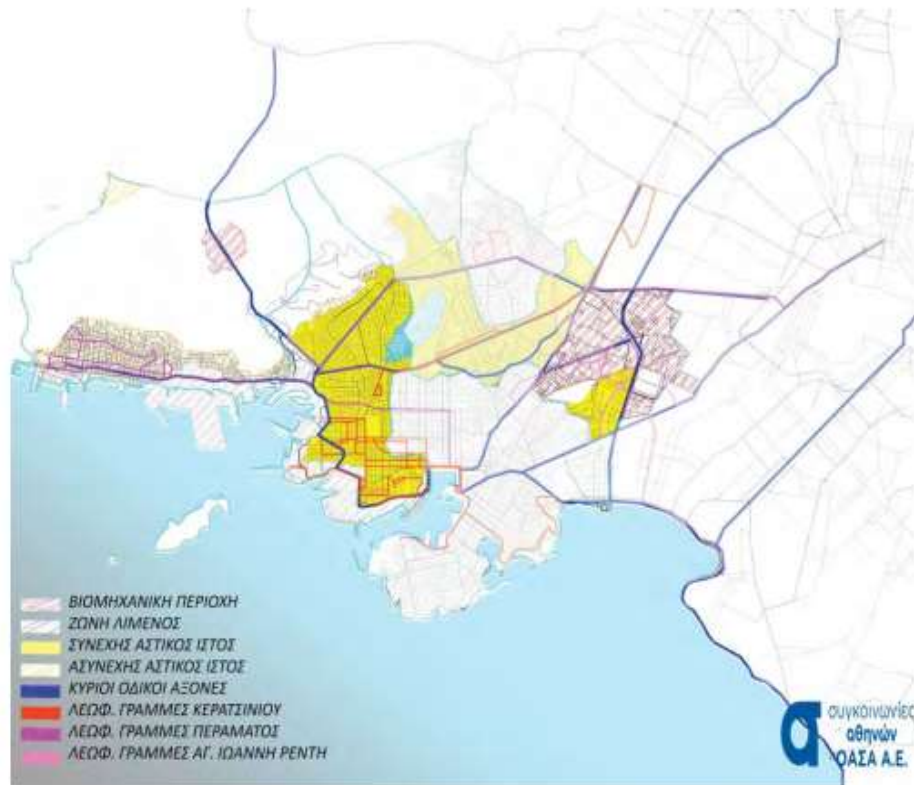 ΒΙΟΜΗΧΑΝΙΚΗ ΠΕΡΙΟΧΗ
ΖΩΝΗ ΛΙΜΕΝΟΣ
ΣΥΝΕΧΗΣ ΑΣΤΙΚΟΣ ΙΣΤΟΣ
ΑΣΥΝΕΧΗΣ ΑΣΤΙΚΟΣ ΙΣΤΟΣ
ΚΥΡΙΟΙ ΟΔΙΚΟΙ ΑΞΟΝΕΣ
ΛΕΩΦ. ΓΡΑΜΜΕΣ ΚΕΡΑΤΣΙΝΙΟΥ
ΛΕΩΦ. ΓΡΑΜΜΕΣ ΠΕΡΑΜΑΤΟΣ
ΛΕΩΦ. ΓΡΑΜΜΕΣ ΑΓ. ΙΩΑΝΝΗ ΡΕΝΤΗ
συγκοινωνίες
αθηνών
ΟΑΣΑ Α.Ε.